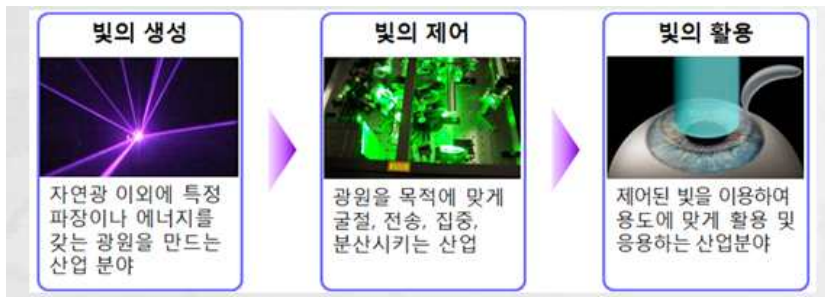 빛의 생성
자연광 이외에 특정
파장이나 에너지를
갖는 광원을 만드는
산업 분야
빛의 제어
광원을 목적에 맞게
굴절, 전송, 집중,
분산시키는 산업
빛의 활용
제어된 빛을 이용하여
용도에 맞게 활용 및
응용하는 산업분야